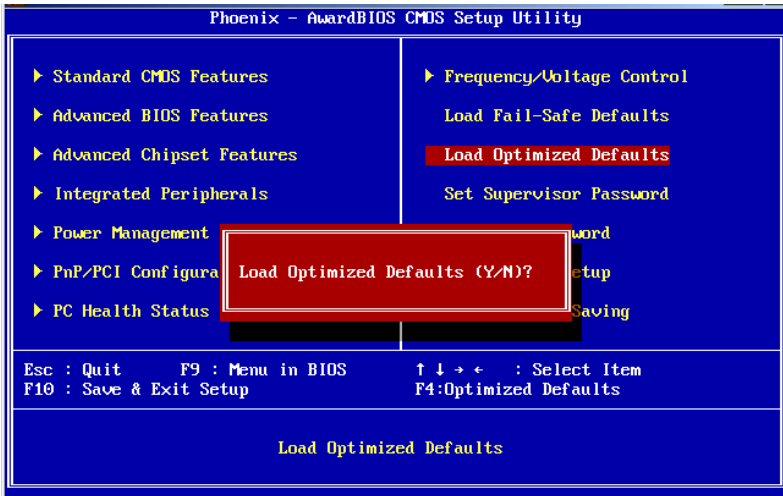 Phoenix - AwardBIOS CMOS Setup Utility
Standard CMOS Features
Advanced BIOS Features
Advanced Chipset Features
Integrated Peripherals
Power Management
PnP/PCI Configura
PC Health Status
Frequency/Voltage Control
Load Fail-Safe Defaults
Load Optimized Defaults
Set Supervisor Password
word
etup
Saving
Load Optimized Defaults (Y/N)?
Esc : Quit F9 : Menu in BIOS ↑ ↓ → ← : Select Item
F10 : Save & Exit Setup F4:Optimized Defaults
Load Optimized Defaults